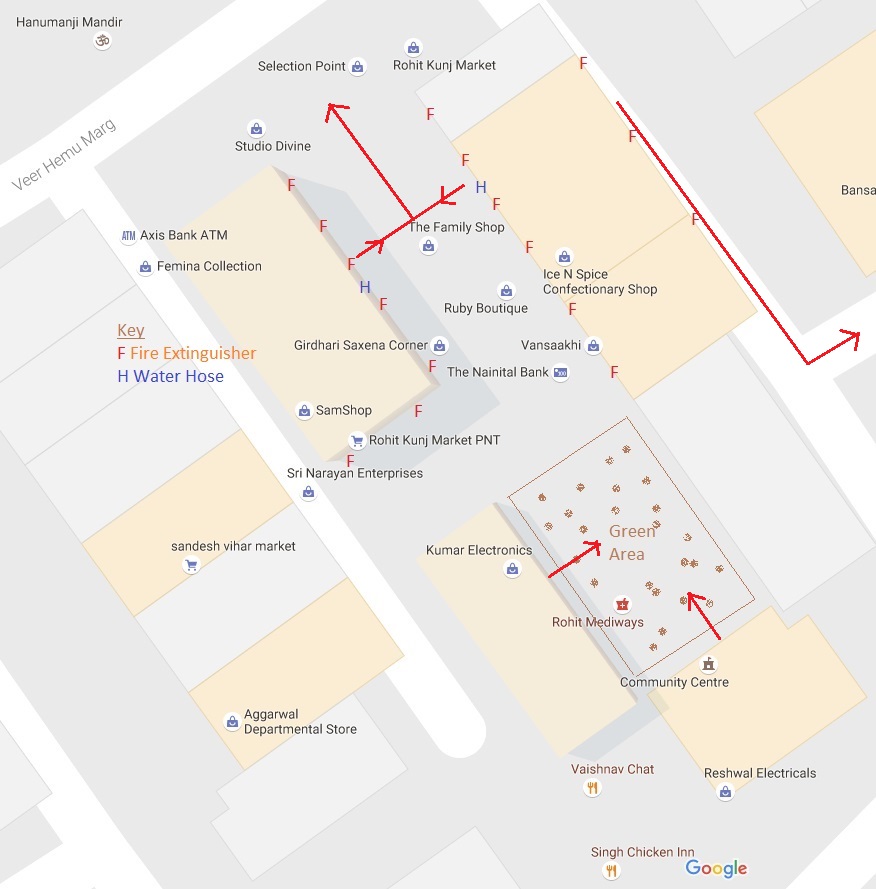 Hanumanji Mandir
Selection Point
Rohit Kunj Market
F
F
Veer Hemu Marg
Studio Divine
F
F
F
H
F
F
F
Axis Bank ATM
F
The Family Shop
F
Femina Collection
F
Ice N Spice
Confectionary Shop
H
F
Ruby Boutique
F
Key
F Fire Extinguisher
H Water Hose
Girdhari Saxena Corner
Vansaakhi
F
The Nainital Bank
F
SamShop
F
Rohit Kunj Market PNT
F
Sri Narayan Enterprises
Green
Area
sandesh vihar market
Kumar Electronics
Rohit Mediways
Community Centre
Aggarwal
Departmental Store
Vaishnav Chat
Reshwal Electricals
Singh Chicken Inn
Google
Bansa
ATM